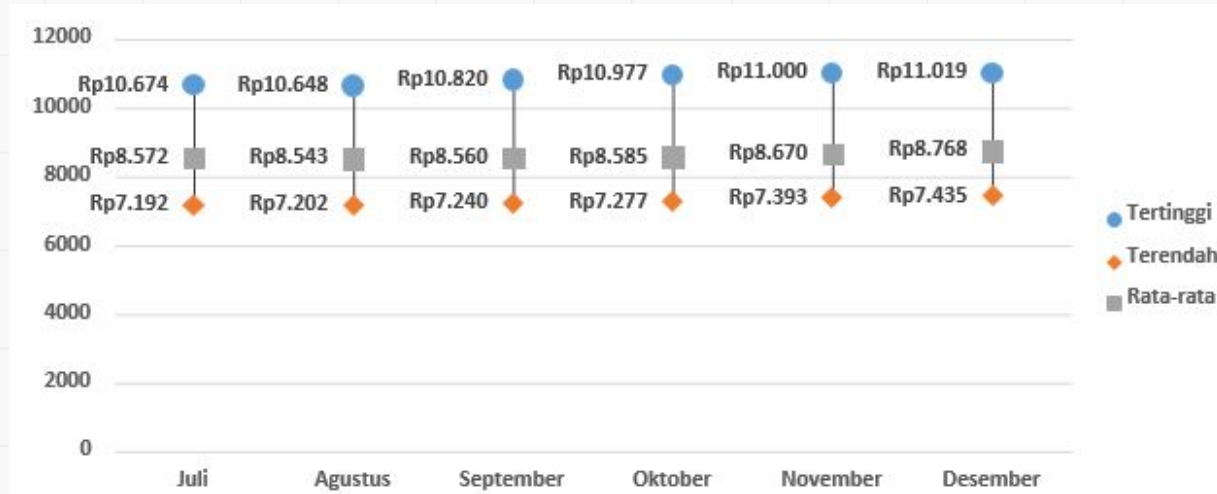 12000
Rp10.674
Rp10.648
Rp10.820
Rp10.977
Rp11.000
Rp11.019
10000
Rp8.572
Rp8.543
Rp8.560
Rp8.585
Rp8.670
Rp8.768
8000
Rp7.192
Rp7.202
Rp7.240
Rp7.277
Rp7.393
Rp7.435
6000
4000
2000
0
Juli
Agustus
September
Oktober
November
Desember
Tertinggi
Terendah
Rata-rata